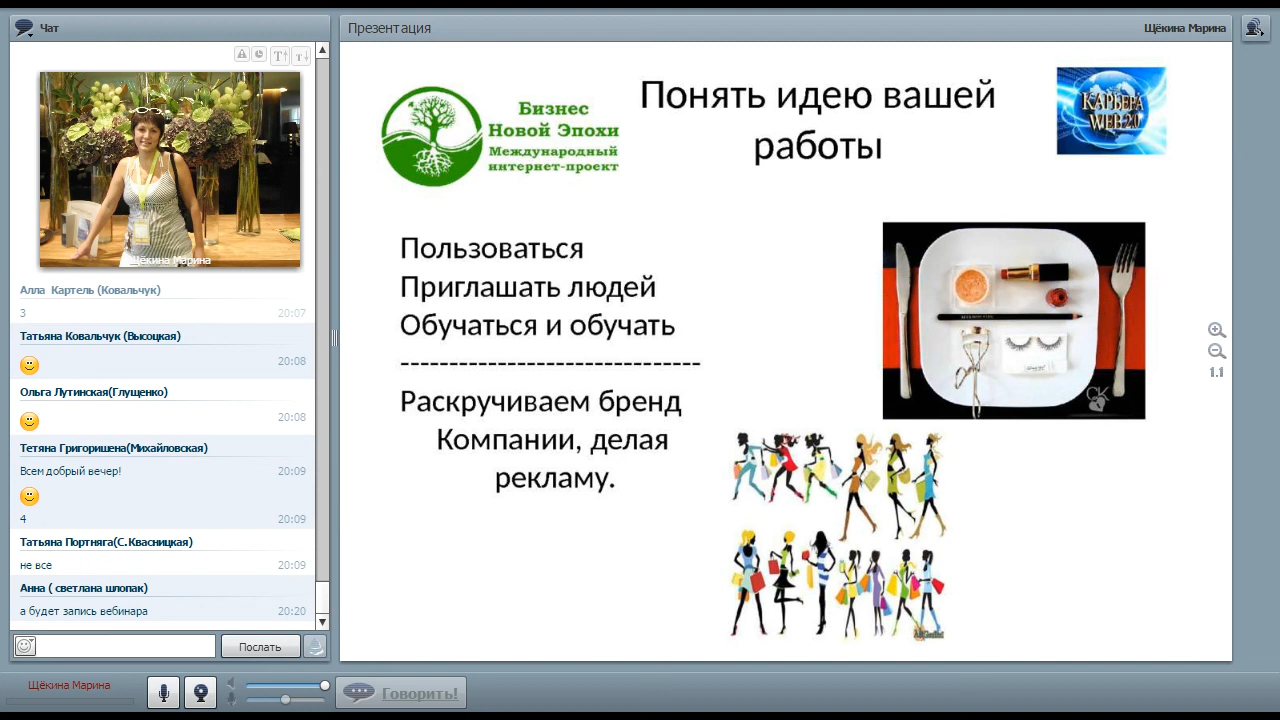 Чат
Щёкина Марина
Алла Картель (Ковальчук)
3 20:07
Татьяна Ковальчук (Высоцкая)
20:08
Ольга Лутинская(Глущенко)
20:08
Тетяна Григоришена(Михайловская)
Всем добрый вечер! 20:09
4 20:09
Татьяна Портняга(С.Квасницкая)
не все 20:09
Анна ( светлана шлопак)
а будет запись вебинара 20:20
Послать
Щёкина Марина
Говорить!
Презентация
Щёкина Марина
Бизнес
Новой Эпохи
Международный
интернет-проект
Понять идею вашей
работы
КАРЬЕРА
WEB 2.0
Пользоваться
Приглашать людей
Обучаться и обучать
-------------------------------
Раскручиваем бренд
Компании, делая
рекламу.
1.1